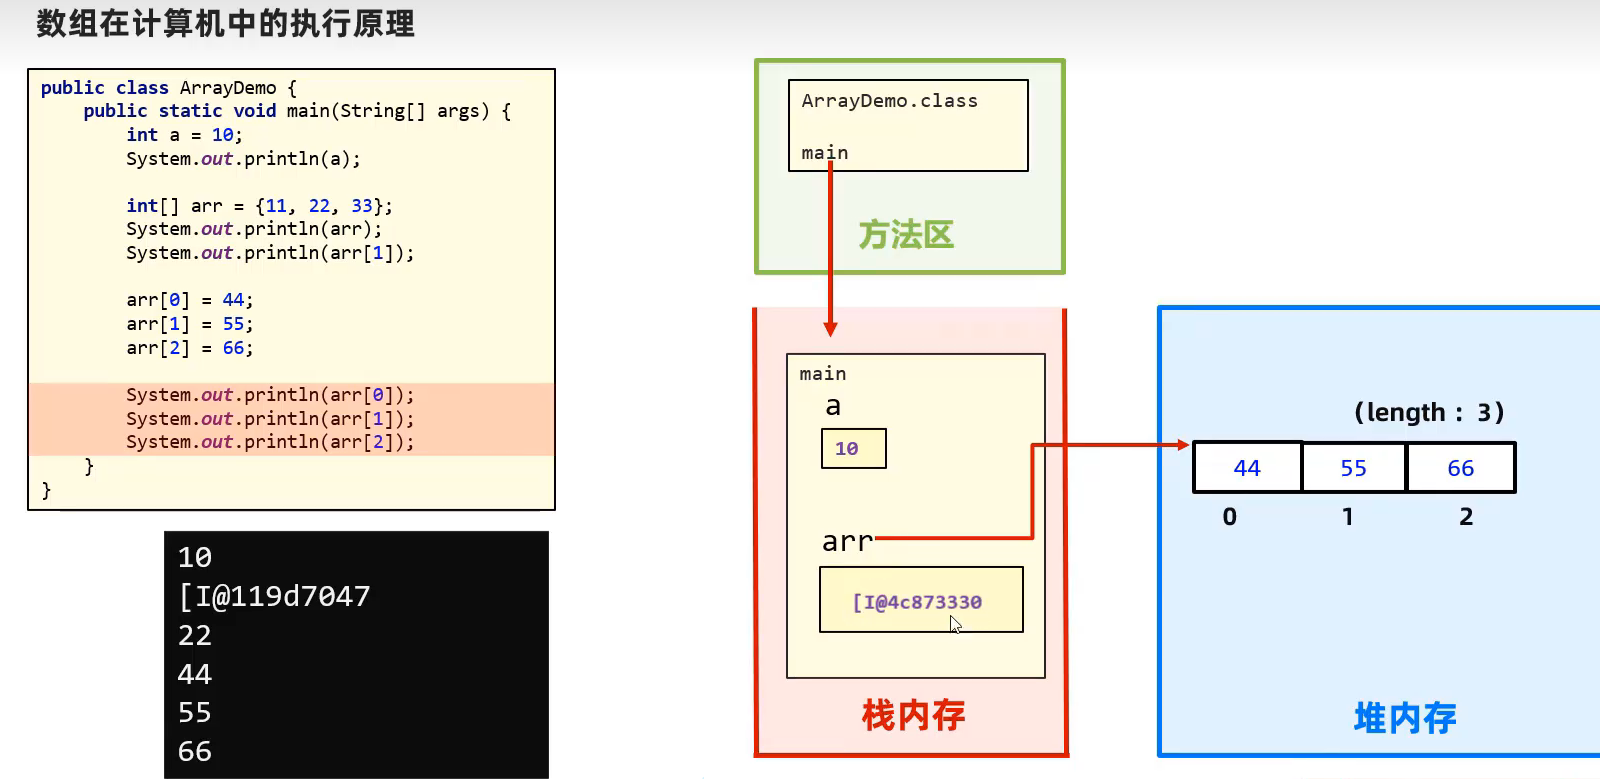 数组在计算机中的执行原理
public class ArrayDemo {
    public static void main(String[] args) {
        int a = 10;
        System.out.println(a);
        int[] arr = {11, 22, 33};
        System.out.println(arr);
        System.out.println(arr[1]);
        arr[0] = 44;
        arr[1] = 55;
        arr[2] = 66;
        System.out.println(arr[0]);
        System.out.println(arr[1]);
        System.out.println(arr[2]);
    }
}
10
[I@119d7047
22
44
55
66
ArrayDemo.class
main
方法区
main
a
10
arr
[I@4c873330
栈内存
(length : 3)
44 55 66
0 1 2
堆内存